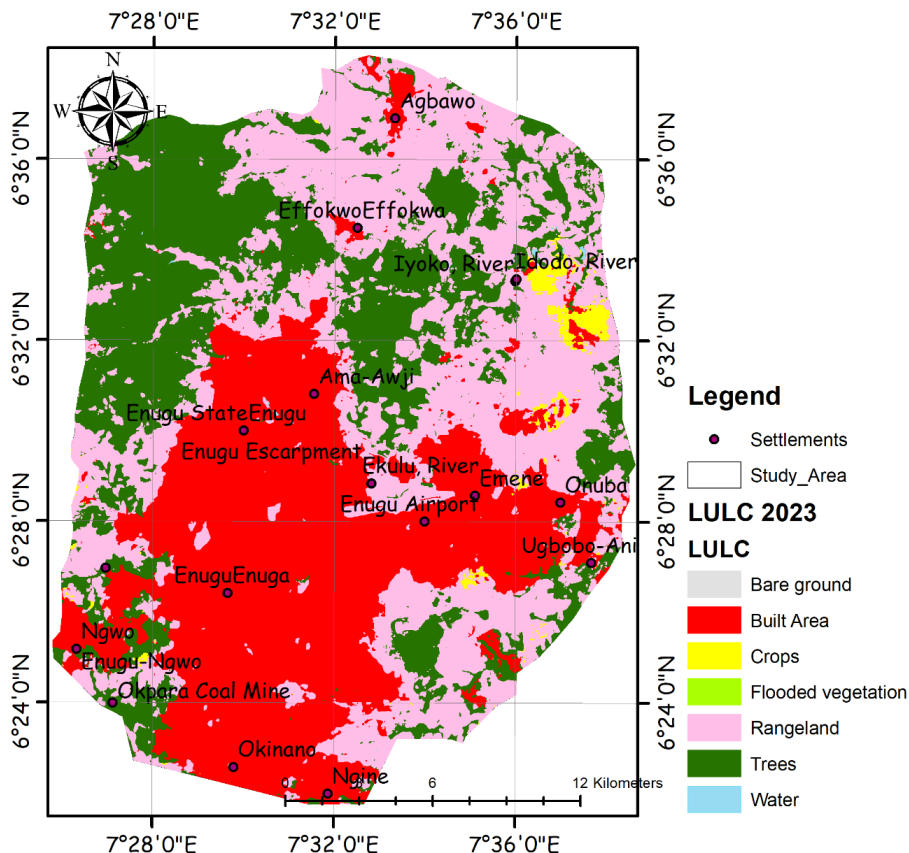 7°28'0"E 7°32'0"E 7°36'0"E
N
W E
S
Agbawo
6°36'0"N 6°36'0"N
EffokwoEffokwa
Iyoko, River Idodo, River
6°32'0"N 6°32'0"N
Ama-Awji
Enugu StateEnugu
Enugu Escarpment
Ekulu, River
Emene
Onuba
Enugu Airport
6°28'0"N 6°28'0"N
Ugbobo-Ani
EnuguEnuga
Ngwo
Enugu-Ngwo
Okpara Coal Mine
6°24'0"N 6°24'0"N
Okinano
Ngine
0 3 6 12 Kilometers
7°28'0"E 7°32'0"E 7°36'0"E
Legend
Settlements
Study_Area
LULC 2023
LULC
Bare ground
Built Area
Crops
Flooded vegetation
Rangeland
Trees
Water